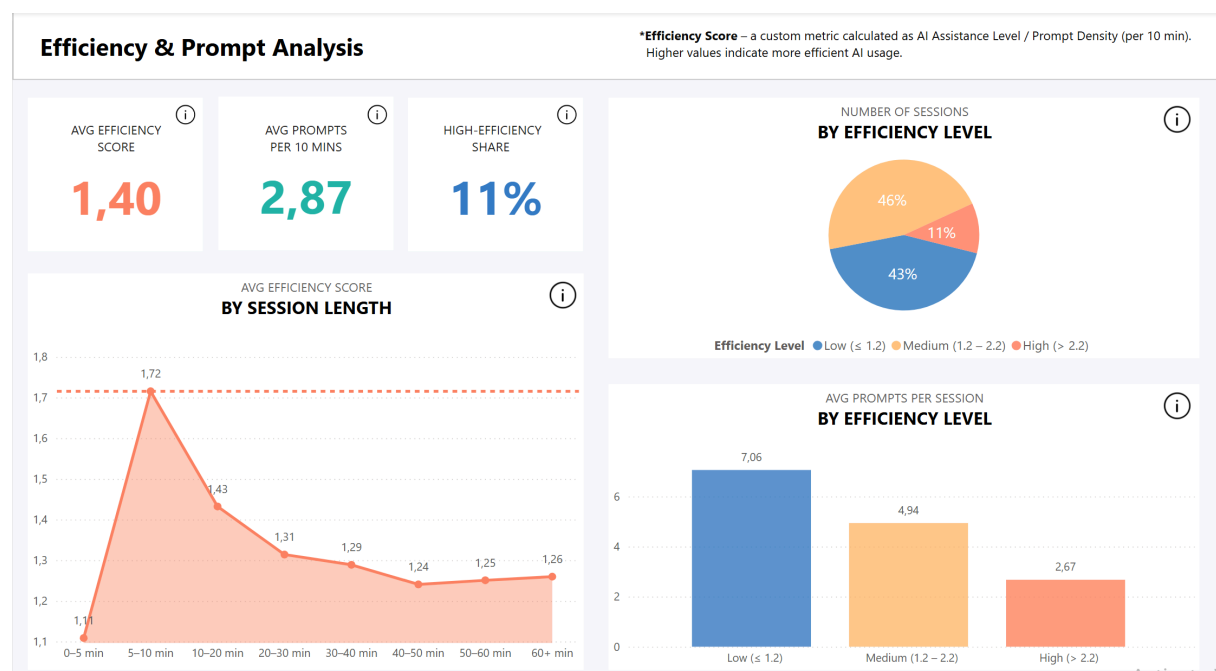 Efficiency & Prompt Analysis
*Efficiency Score – a custom metric calculated as AI Assistance Level / Prompt Density (per 10 min).
Higher values indicate more efficient AI usage.
AVG EFFICIENCY
SCORE
1,40
AVG PROMPTS
PER 10 MINS
2,87
HIGH-EFFICIENCY
SHARE
11%
NUMBER OF SESSIONS
BY EFFICIENCY LEVEL
46%
11%
43%
Efficiency Level Low (≤ 1.2) Medium (1.2 – 2.2) High (> 2.2)
AVG EFFICIENCY SCORE
BY SESSION LENGTH
1,8
1,7
1,6
1,5
1,4
1,3
1,2
1,1
1,11
1,72
1,43
1,31
1,29
1,24
1,25
1,26
0–5 min 5–10 min 10–20 min 20–30 min 30–40 min 40–50 min 50–60 min 60+ min
AVG PROMPTS PER SESSION
BY EFFICIENCY LEVEL
6
4
2
0
7,06
4,94
2,67
Low (≤ 1.2) Medium (1.2 – 2.2) High (> 2.2)